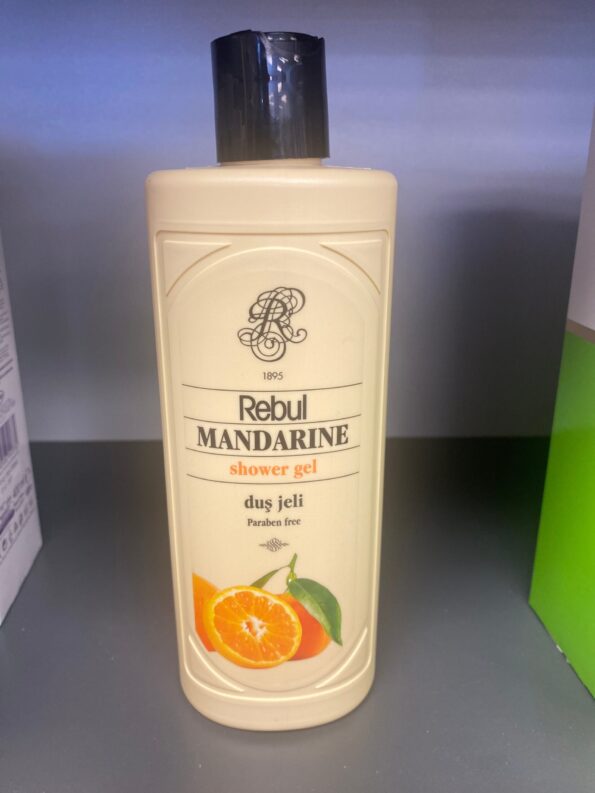 R
1895
Rebul
MANDARINE
shower gel
duş jeli
Paraben free